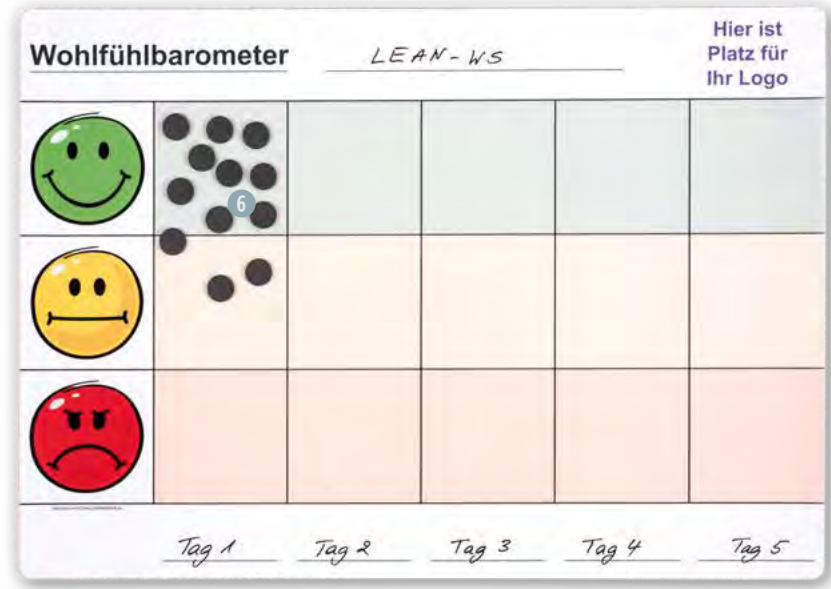 Wohlfühlbarometer
LEAN-WS
Hier ist
Platz für
Ihr Logo
6
Tag 1
Tag 2
Tag 3
Tag 4
Tag 5